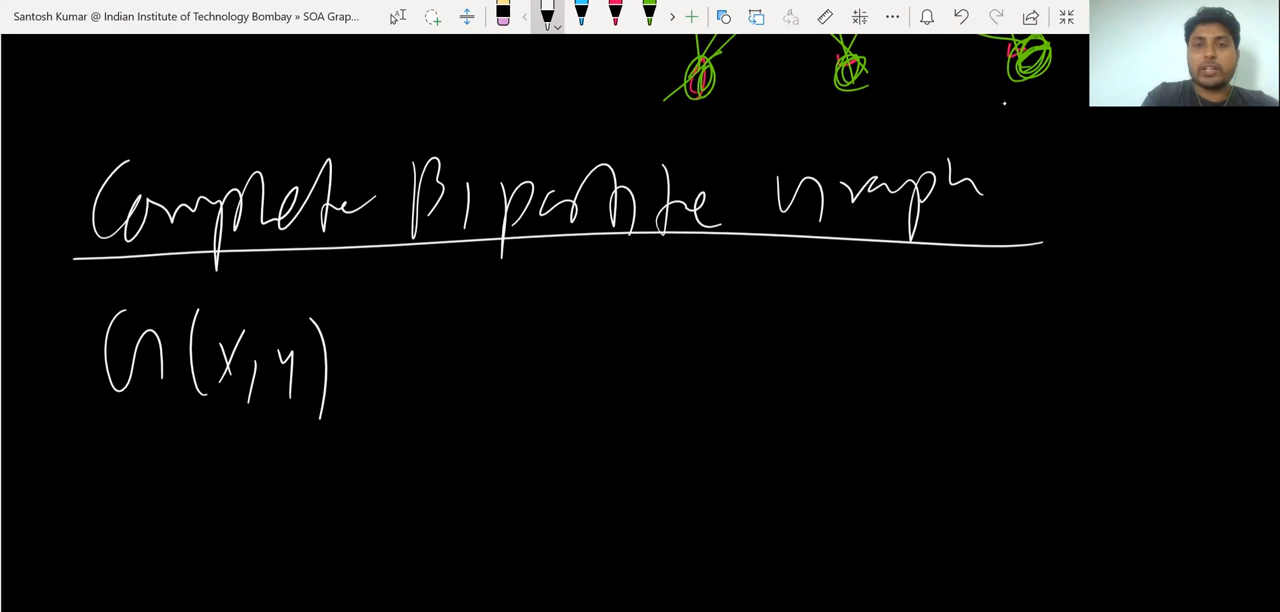 Santosh Kumar @ Indian Institute of Technology Bombay » SOA Grap...
Complete Bipartite Graph
G(x, y)